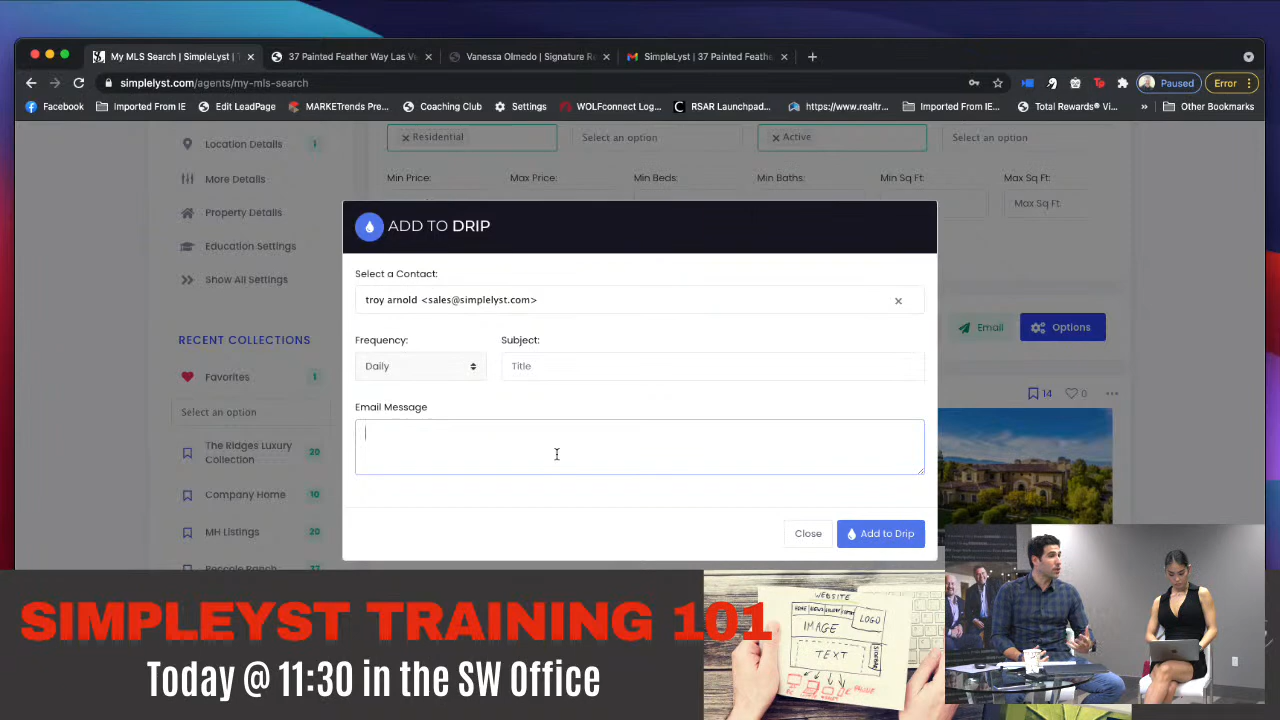 My MLS Search | SimpleLyst | T
37 Painted Feather Way Las Ve
Vanessa Olmedo | Signature Re
SimpleLyst | 37 Painted Feathe
simplelyst.com/agents/my-mls-search
Paused
Error
Facebook
Imported From IE
Edit LeadPage
MARKETrends Pre...
Coaching Club
Settings
WOLFconnect Log...
RSAR Launchpad...
https://www.realtr...
Imported From IE...
Total Rewards® Vi...
Other Bookmarks
Location Details 1
More Details
Property Details
Education Settings
Show All Settings
RECENT COLLECTIONS
Favorites 1
Select an option
The Ridges Luxury
Collection 20
Company Home 10
MH Listings 20
Peccole Ranch 37
Residential
Select an option
Active
Select an option
Min Price:
Max Price:
Min Beds:
Min Baths:
Min Sq Ft:
Max Sq Ft:
Max Sq Ft
Email
Options
14
0
ADD TO DRIP
Select a Contact:
troy arnold <sales@simplelyst.com>
Frequency:
Subject:
Daily
Title
Email Message
Close
Add to Drip
SIMPLEYST TRAINING 101
Today @ 11:30 in the SW Office
WEBSITE
LOGO
IMAGE
TEXT